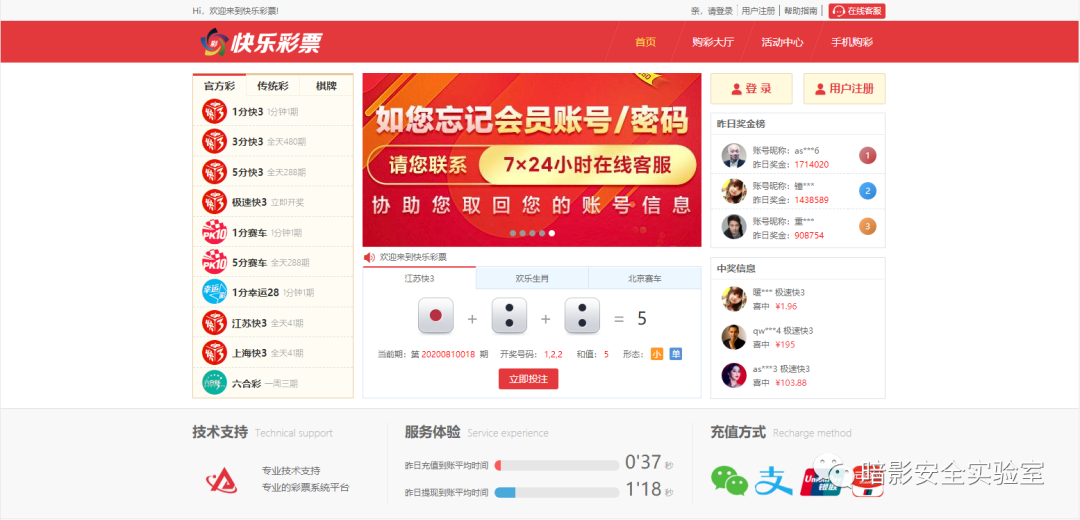 Hi，欢迎来到快乐彩票!
亲，请登录 用户注册 帮助指南 在线客服
快乐彩票
首页 购彩大厅 活动中心 手机购彩
官方彩 传统彩 棋牌
1分快3 1分钟1期
3分快3 全天480期
5分快3 全天288期
极速快3 立即开奖
PK10 1分赛车 1分钟1期
PK10 5分赛车 全天288期
1分幸运28 1分钟1期
江苏快3 全天41期
上海快3 全天41期
六合彩 一周三期
如您忘记会员账号/密码
请您联系 7×24小时在线客服
协助您取回您的账号信息
欢迎来到快乐彩票
江苏快3 欢乐生肖 北京赛车
+ + = 5
当前期：第 20200810018 期 开奖号码：1,2,2 和值：5 形态：小 单
立即投注
登 录 用户注册
昨日奖金榜
账号昵称：as***6
昨日奖金：1714020
1
账号昵称：***
昨日奖金：1438589
2
账号昵称：重***
昨日奖金：908754
3
中奖信息
暖*** 极速快3
喜中 ¥1.96
qw***4 极速快3
喜中 ¥195
as***3 极速快3
喜中 ¥103.88
技术支持 Technical support
专业技术支持
专业的彩票系统平台
服务体验 Service experience
昨日充值到账平均时间 0'37 秒
昨日提现到账平均时间 1'18 秒
充值方式 Recharge method
支
暗影安全实验室